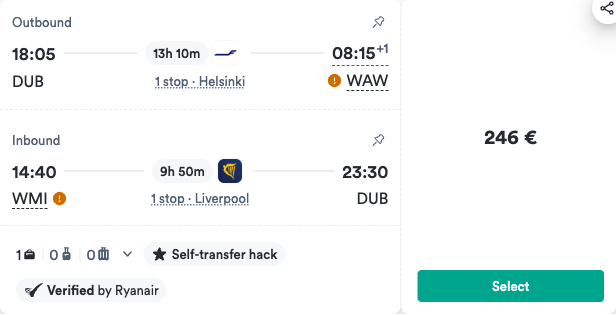 Outbound
18:05 13h 10m 08:15+1
DUB 1 stop · Helsinki ! WAW
Inbound
14:40 9h 50m 23:30
WMI ! 1 stop · Liverpool DUB
1 0 0 Self-transfer hack
Verified by Ryanair
246 €
Select